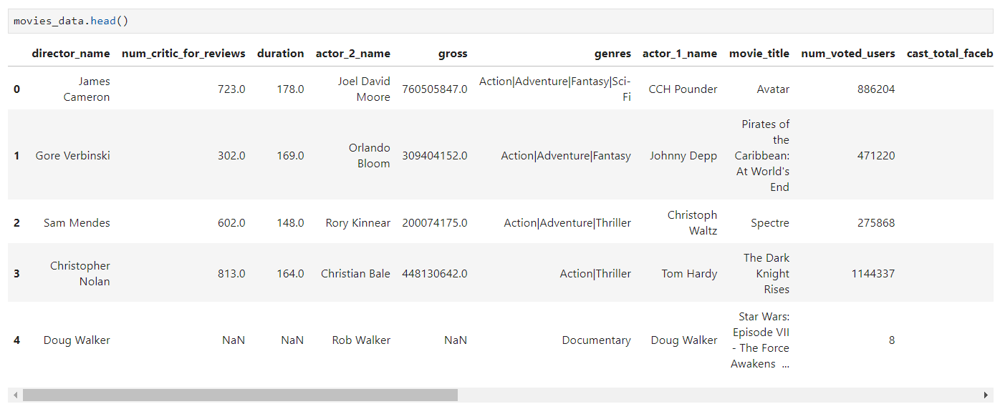 movies_data.head()
director_name num_critic_for_reviews duration actor_2_name gross genres actor_1_name movie_title num_voted_users cast_total_faceb
0 James Cameron 723.0 178.0 Joel David Moore 760505847.0 Action|Adventure|Fantasy|Sci-Fi CCH Pounder Avatar 886204
1 Gore Verbinski 302.0 169.0 Orlando Bloom 309404152.0 Action|Adventure|Fantasy Johnny Depp Pirates of the Caribbean: At World's End 471220
2 Sam Mendes 602.0 148.0 Rory Kinnear 200074175.0 Action|Adventure|Thriller Christoph Waltz Spectre 275868
3 Christopher Nolan 813.0 164.0 Christian Bale 448130642.0 Action|Thriller Tom Hardy The Dark Knight Rises 1144337
4 Doug Walker NaN NaN Rob Walker NaN Documentary Doug Walker Star Wars: Episode VII - The Force Awakens ... 8